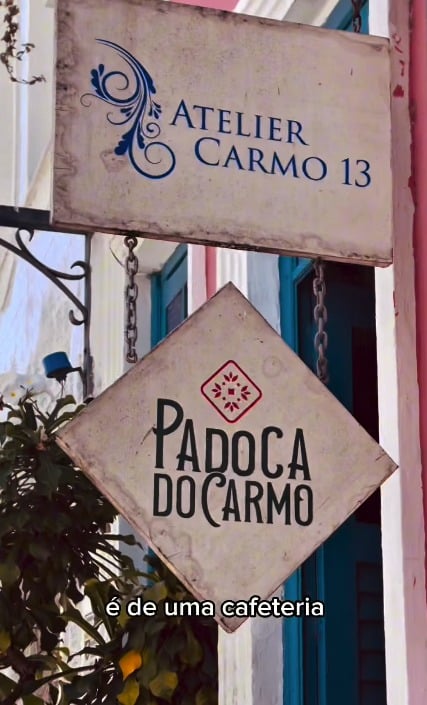 ATELIER
CARMO 13
PADOCA
DO CARMO
é de uma cafeteria